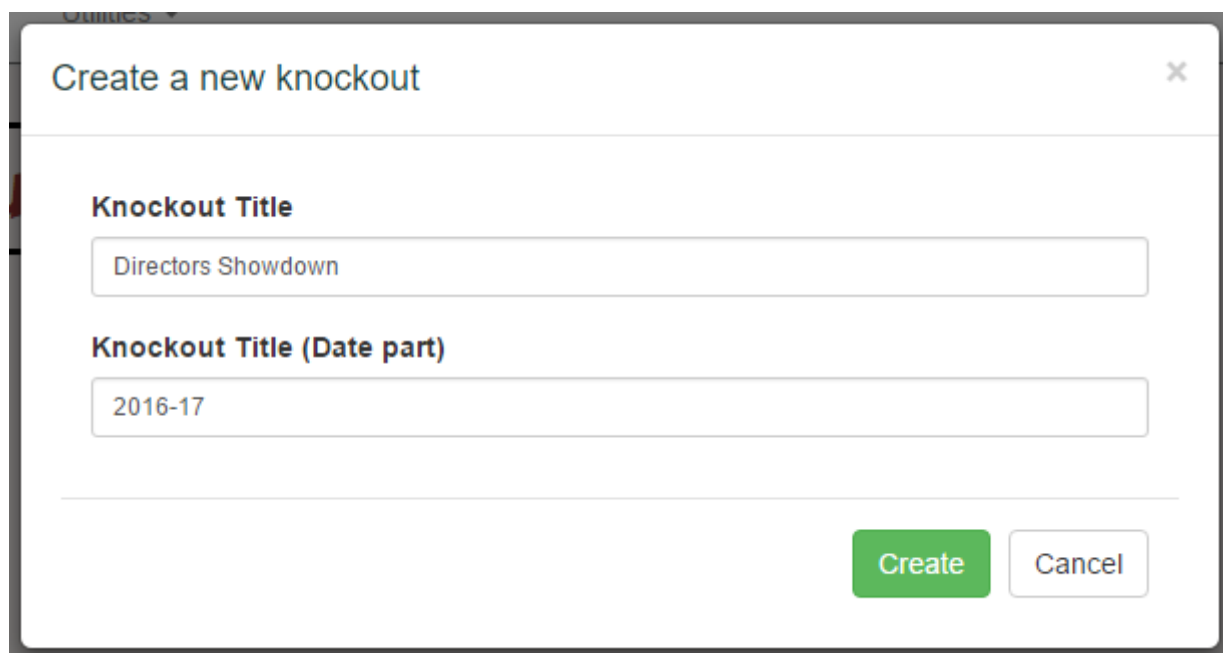 Utilities
Create a new knockout ×
Knockout Title
Directors Showdown
Knockout Title (Date part)
2016-17
Create Cancel